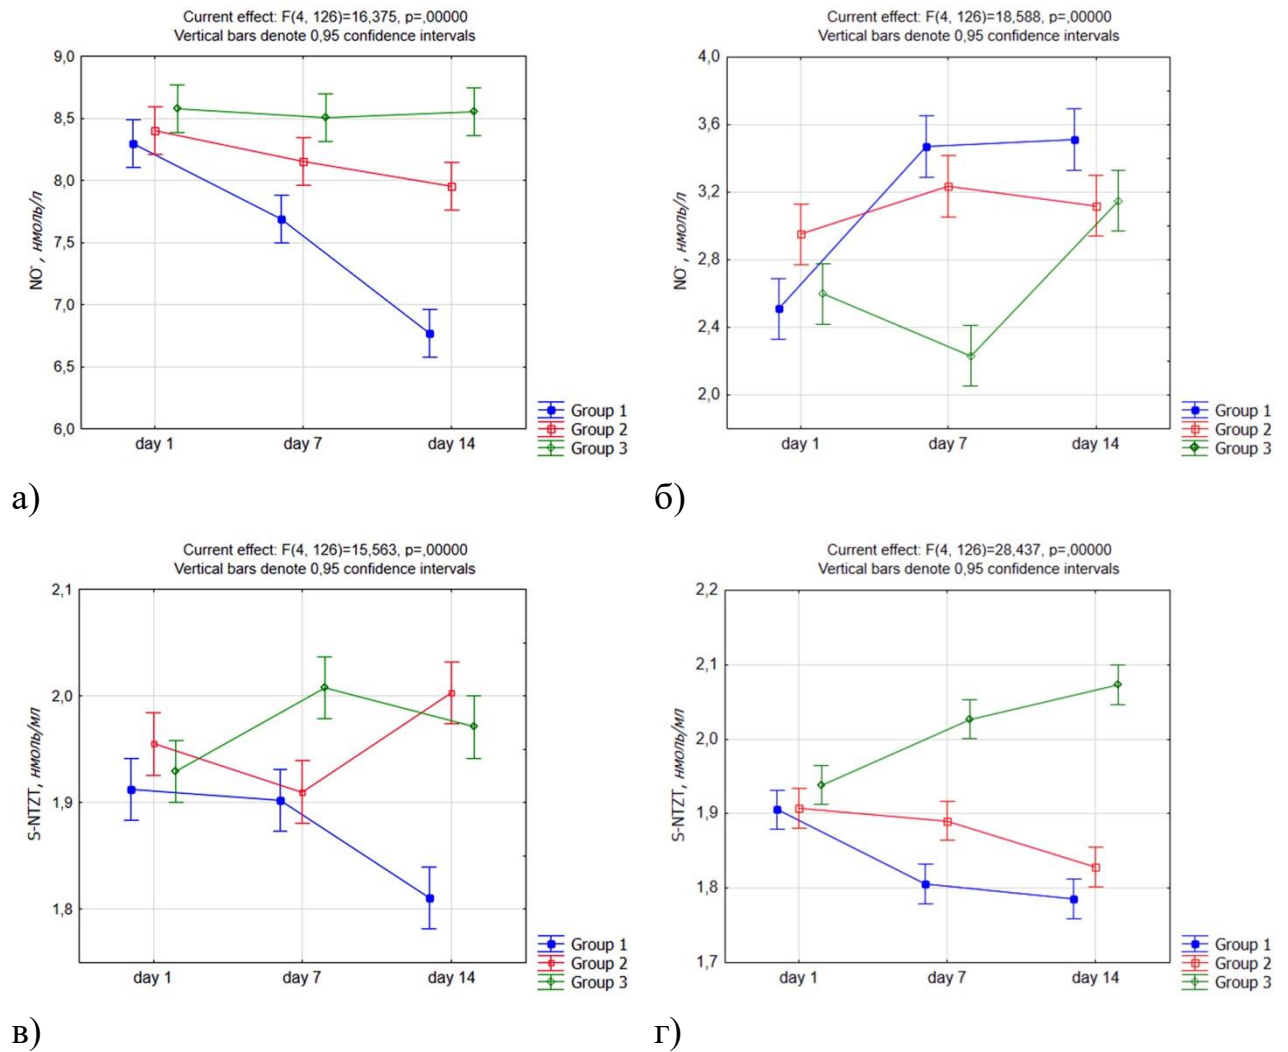 Current effect: F(4, 126)=16,375, p=,00000
Vertical bars denote 0,95 confidence intervals
9,0
8,5
8,0
7,5
7,0
6,5
6,0
NO⁻, нмоль/л
day 1 day 7 day 14
Group 1
Group 2
Group 3
а)
Current effect: F(4, 126)=18,588, p=,00000
Vertical bars denote 0,95 confidence intervals
4,0
3,6
3,2
2,8
2,4
2,0
NO⁻, нмоль/л
day 1 day 7 day 14
Group 1
Group 2
Group 3
б)
Current effect: F(4, 126)=15,563, p=,00000
Vertical bars denote 0,95 confidence intervals
2,1
2,0
1,9
1,8
S-NTZT, нмоль/мл
day 1 day 7 day 14
Group 1
Group 2
Group 3
в)
Current effect: F(4, 126)=28,437, p=,00000
Vertical bars denote 0,95 confidence intervals
2,2
2,1
2,0
1,9
1,8
1,7
S-NTZT, нмоль/мл
day 1 day 7 day 14
Group 1
Group 2
Group 3
г)